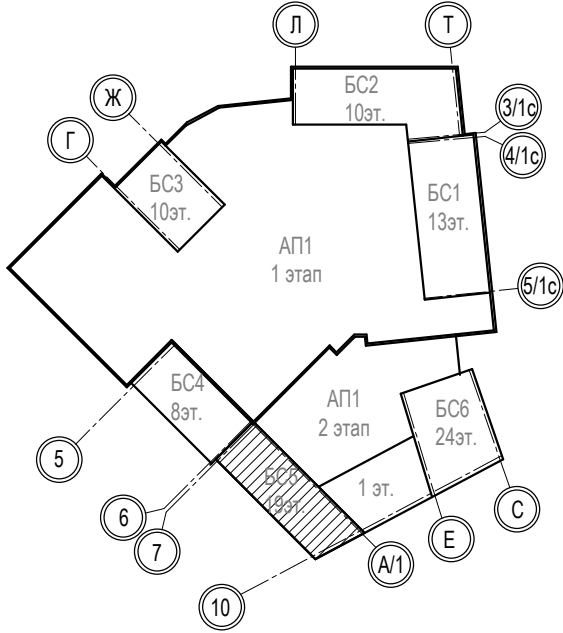 Л
Т
Ж
БС2
10эт.
3/1с
Г
4/1с
БС3
10эт.
БС1
13эт.
АП1
1 этап
5/1с
БС4
8эт.
АП1
2 этап
БС6
24эт.
5
БС5
19эт.
1 эт.
6
7
С
Е
А/1
10